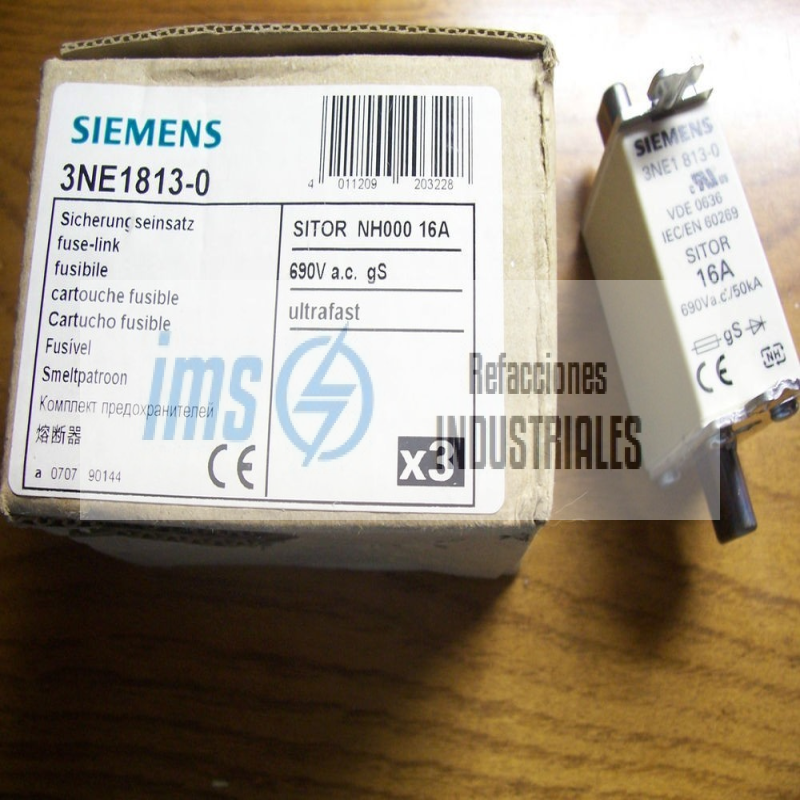 SIEMENS
3NE1813-0
4 011209 203228
Sicherungseinsatz
fuse-link
fusibile
cartouche fusible
Cartucho fusible
Fusível
Smeltpatroon
Комплект предохранителей
熔断器
a 0707 90144
CE
SITOR NH000 16A
690V a.c. gS
ultrafast
x3
ims
Refacciones
INDUSTRIALES
SIEMENS
3NE1 813-0
c UL us
VDE 0636
IEC/EN 60269
SITOR
16A
690Va.c./50kA
gS
CE
NH